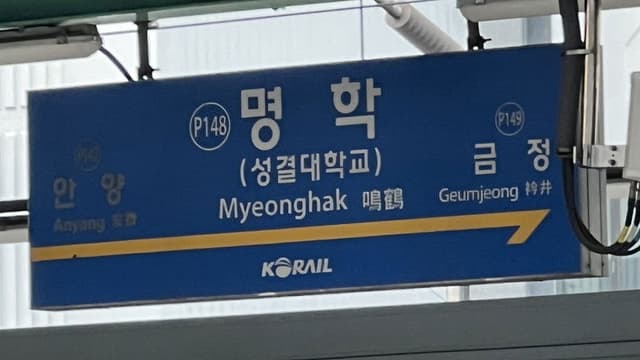 P148 명학
(성결대학교)
Myeonghak 鳴鶴
P149
금정
Geumjeong 衿井
안양
Anyang
KORAIL